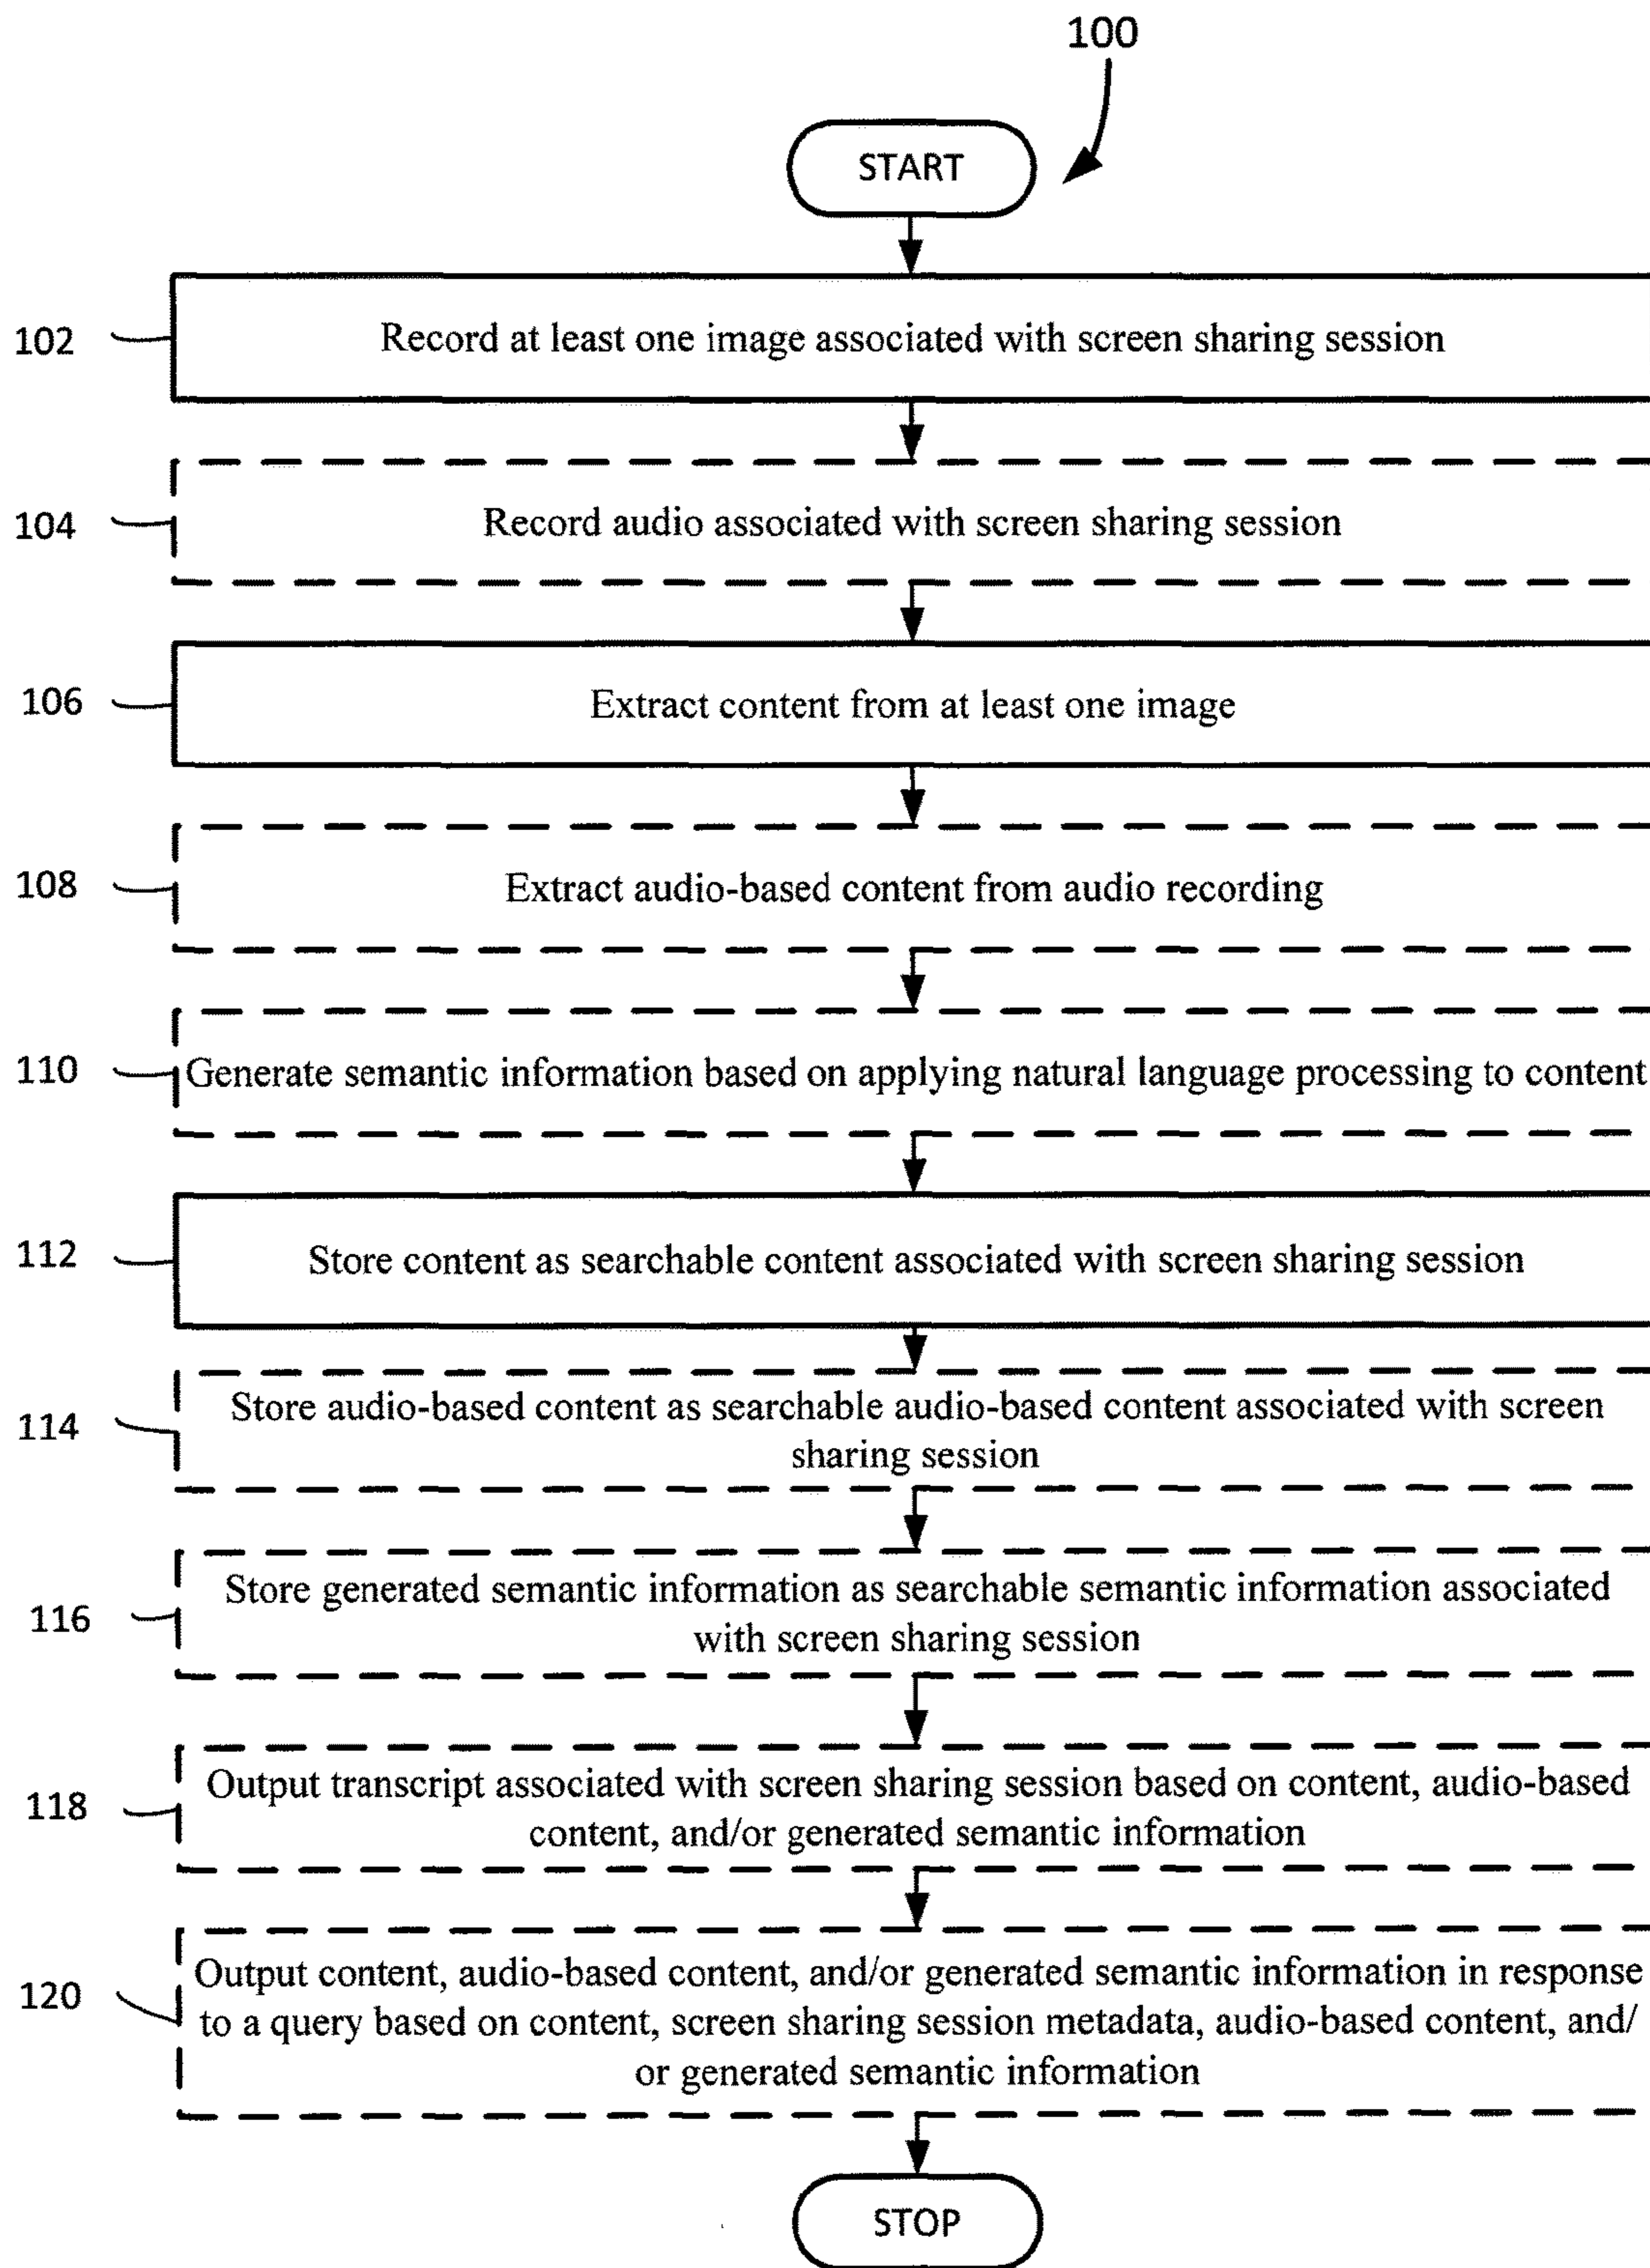 100
START
102
Record at least one image associated with screen sharing session
104
Record audio associated with screen sharing session
106
Extract content from at least one image
108
Extract audio-based content from audio recording
110
Generate semantic information based on applying natural language processing to content
112
Store content as searchable content associated with screen sharing session
114
Store audio-based content as searchable audio-based content associated with screen
sharing session
116
Store generated semantic information as searchable semantic information associated
with screen sharing session
118
Output transcript associated with screen sharing session based on content, audio-based
content, and/or generated semantic information
120
Output content, audio-based content, and/or generated semantic information in response
to a query based on content, screen sharing session metadata, audio-based content, and/
or generated semantic information
STOP